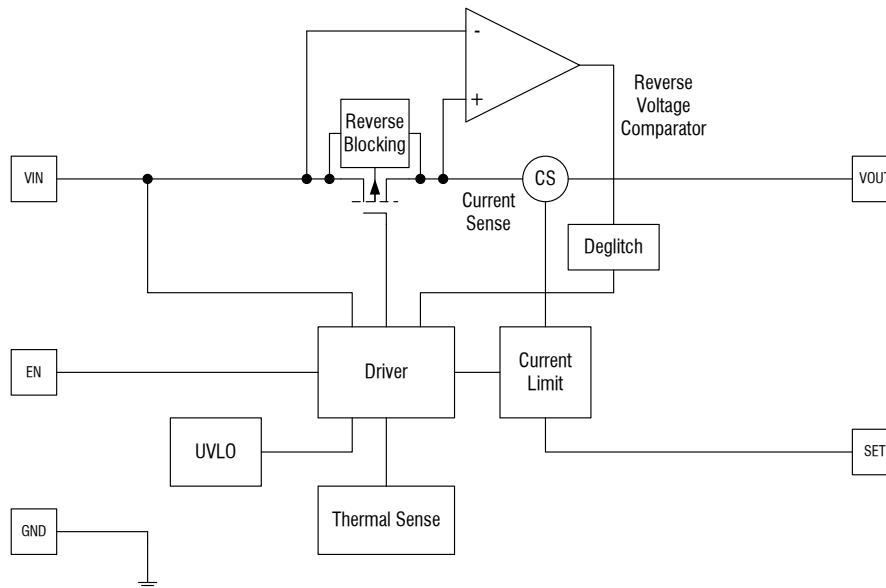 -
+
Reverse
Voltage
Comparator
Reverse
Blocking
VIN
CS
VOUT
Current
Sense
Deglitch
EN
Driver
Current
Limit
UVLO
SET
Thermal Sense
GND